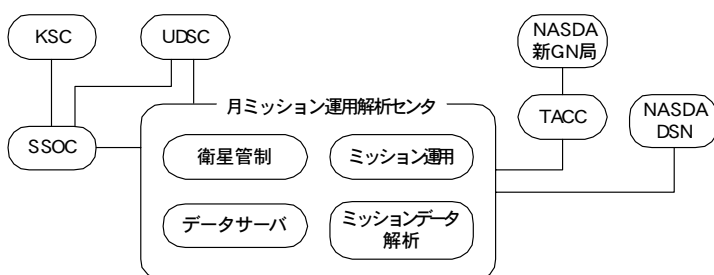 KSC
UDSC
NASDA
新GN局
月ミッション運用解析センタ
TACC
NASDA
DSN
SSOC
衛星管制
ミッション運用
データサーバ
ミッションデータ
解析